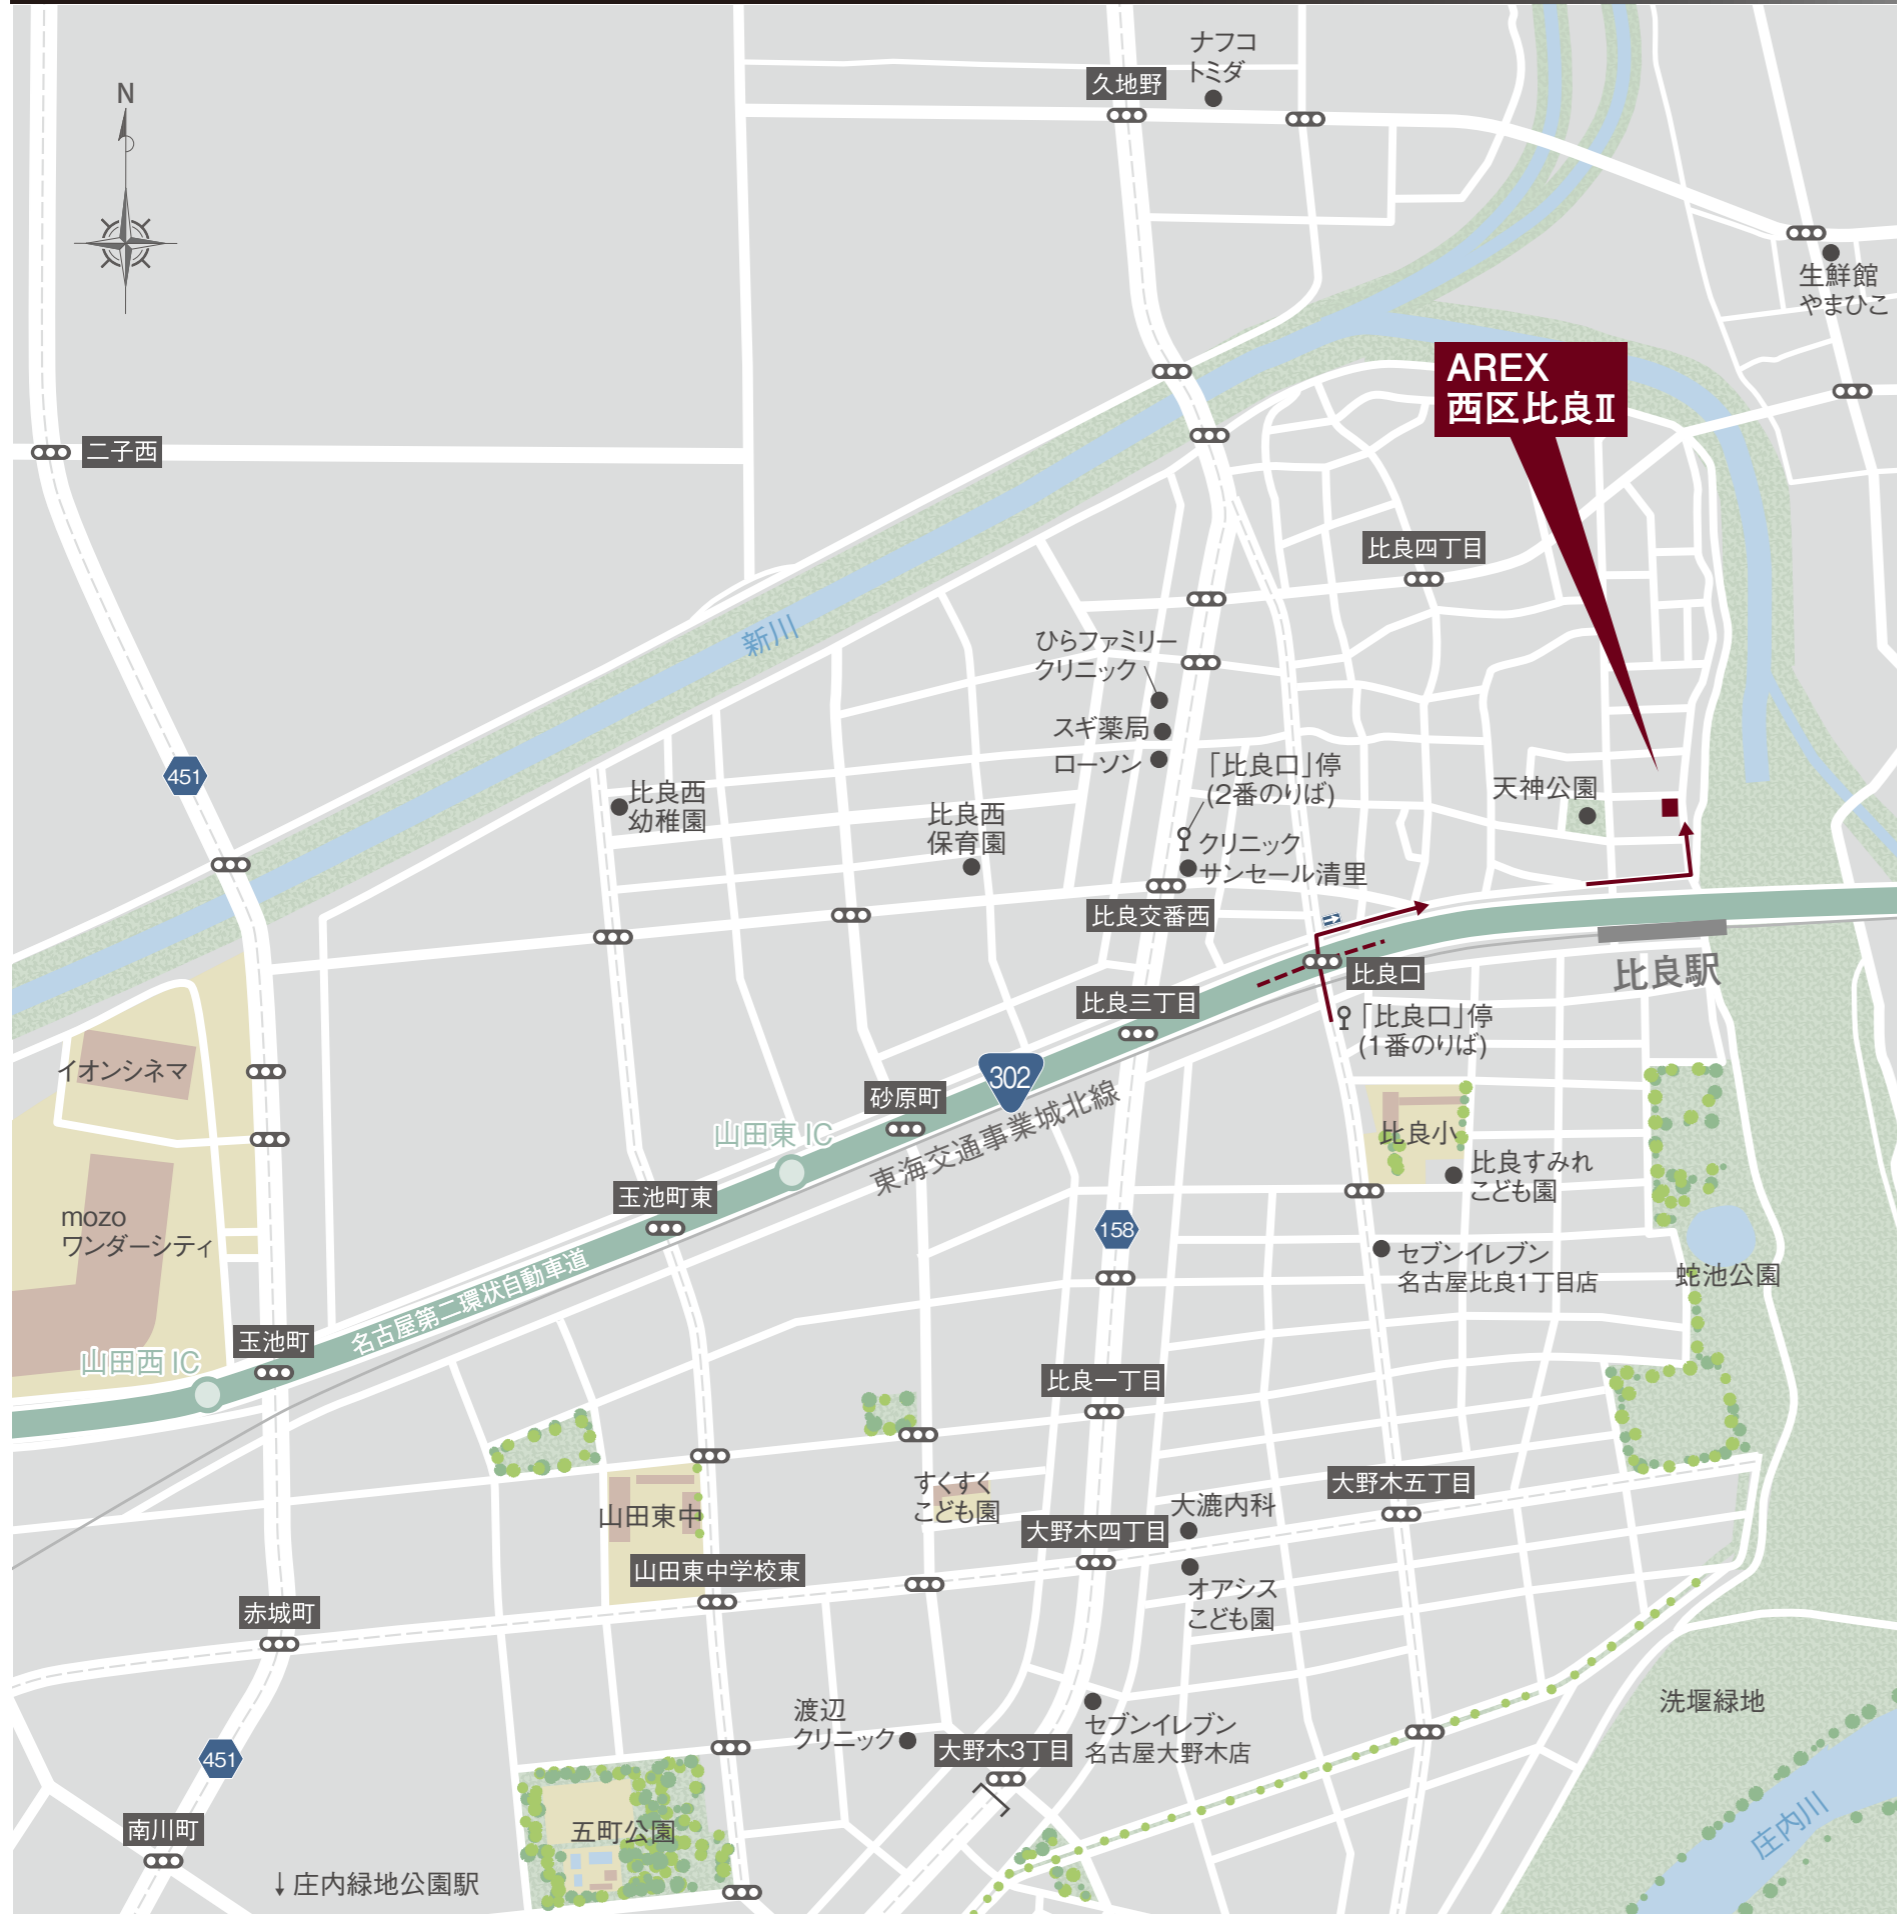 ナフコ
トミダ
久地野
N
生鮮館
やまひこ
AREX
西区比良Ⅱ
二子西
比良四丁目
新川
ひらファミリー
クリニック
スギ薬局
ローソン
「比良口」停
(2番のりば)
451
比良西
幼稚園
比良西
保育園
天神公園
クリニック
サンセール清里
比良交番西
比良口
比良駅
比良三丁目
「比良口」停
(1番のりば)
イオンシネマ
302
砂原町
東海交通事業城北線
山田東 IC
比良小
比良すみれ
こども園
玉池町東
mozo
ワンダーシティ
158
セブンイレブン
名古屋比良1丁目店
蛇池公園
名古屋第二環状自動車道
玉池町
山田西 IC
比良一丁目
すくすく
こども園
大野木五丁目
大漉内科
山田東中
大野木四丁目
山田東中学校東
オアシス
こども園
赤城町
渡辺
クリニック
セブンイレブン
名古屋大野木店
大野木3丁目
洗堰緑地
451
南川町
五町公園
庄内川
↓庄内緑地公園駅